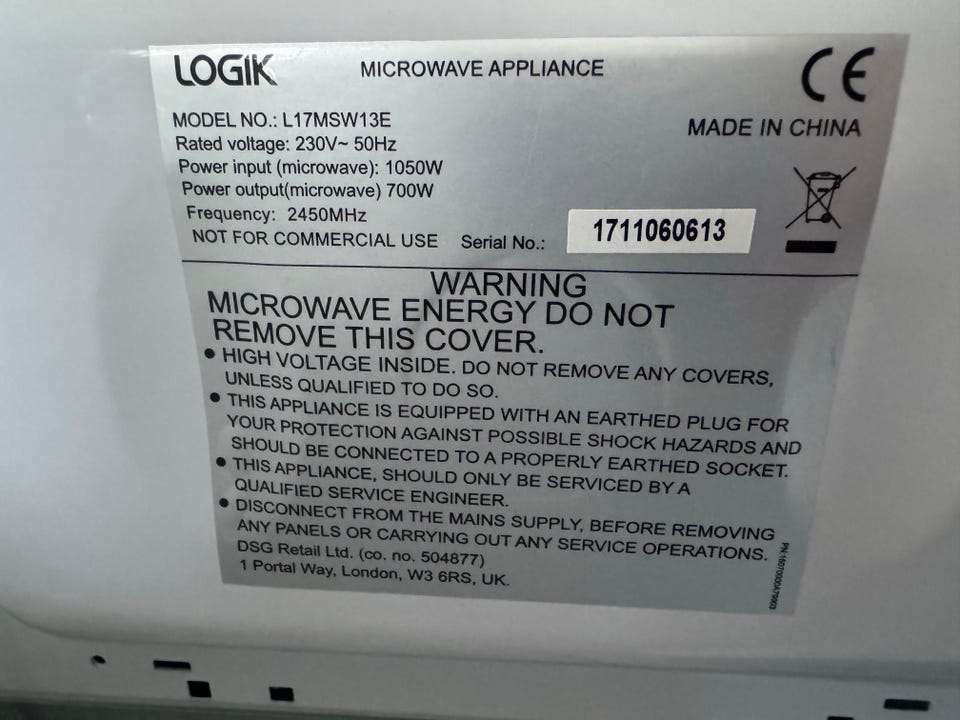 LOGIK
MICROWAVE APPLIANCE
CE
MODEL NO.: L17MSW13E
MADE IN CHINA
Rated voltage: 230V~ 50Hz
Power input (microwave): 1050W
Power output(microwave) 700W
Frequency: 2450MHz
NOT FOR COMMERCIAL USE Serial No.: 1711060613
WARNING
MICROWAVE ENERGY DO NOT
REMOVE THIS COVER.
• HIGH VOLTAGE INSIDE. DO NOT REMOVE ANY COVERS,
UNLESS QUALIFIED TO DO SO.
• THIS APPLIANCE IS EQUIPPED WITH AN EARTHED PLUG FOR
YOUR PROTECTION AGAINST POSSIBLE SHOCK HAZARDS AND
SHOULD BE CONNECTED TO A PROPERLY EARTHED SOCKET.
• THIS APPLIANCE, SHOULD ONLY BE SERVICED BY A
QUALIFIED SERVICE ENGINEER.
• DISCONNECT FROM THE MAINS SUPPLY, BEFORE REMOVING
ANY PANELS OR CARRYING OUT ANY SERVICE OPERATIONS.
DSG Retail Ltd. (co. no. 504877)
1 Portal Way, London, W3 6RS, UK.